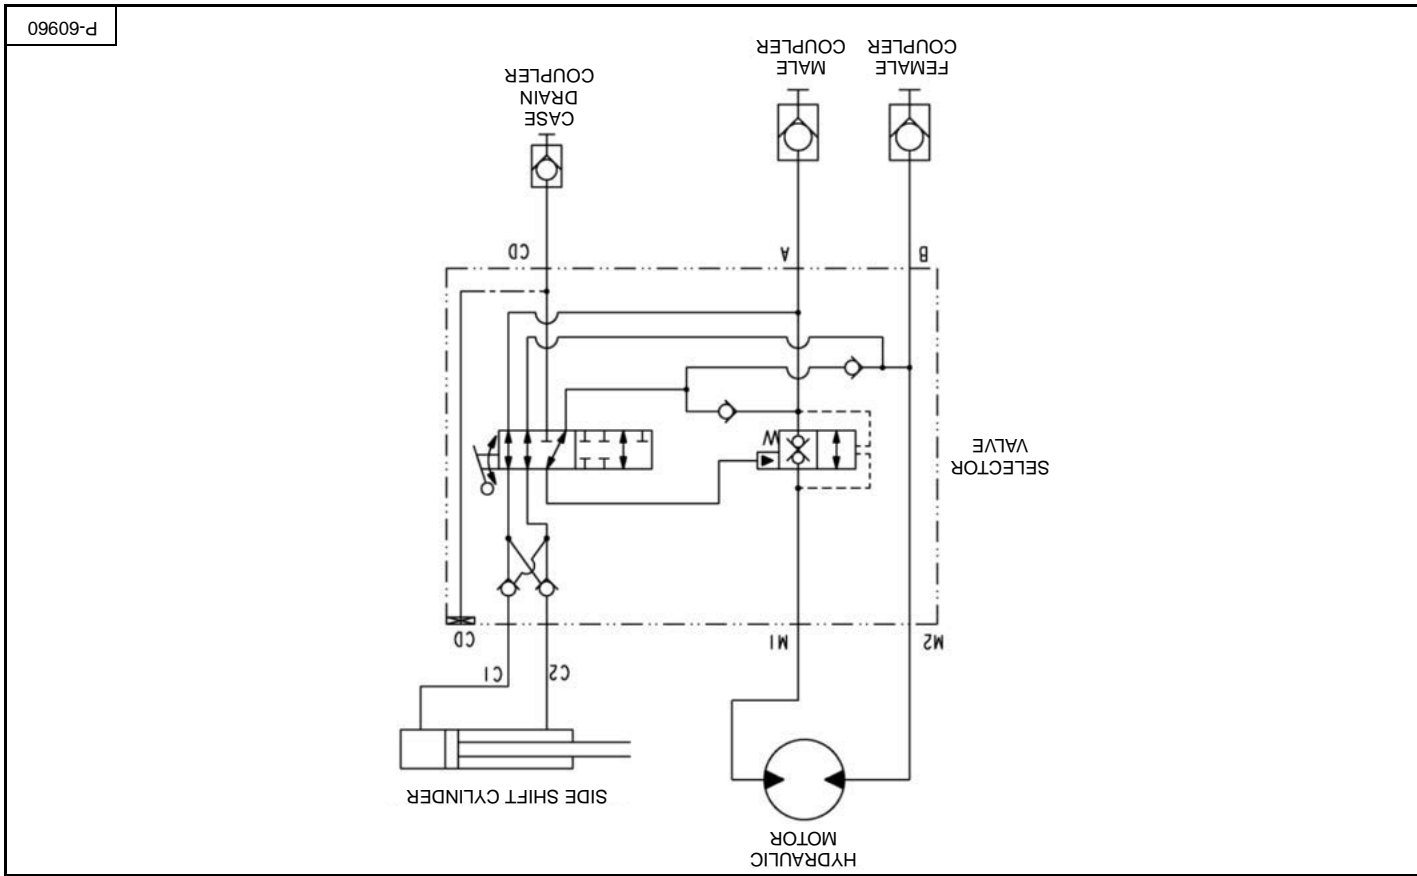 HYDRAULIC
MOTOR
SIDE SHIFT CYLINDER
C2
C1
M2
M1
CD
SELECTOR
VALVE
B
A
CD
CASE
DRAIN
COUPLER
FEMALE
COUPLER
MALE
COUPLER
P-60960